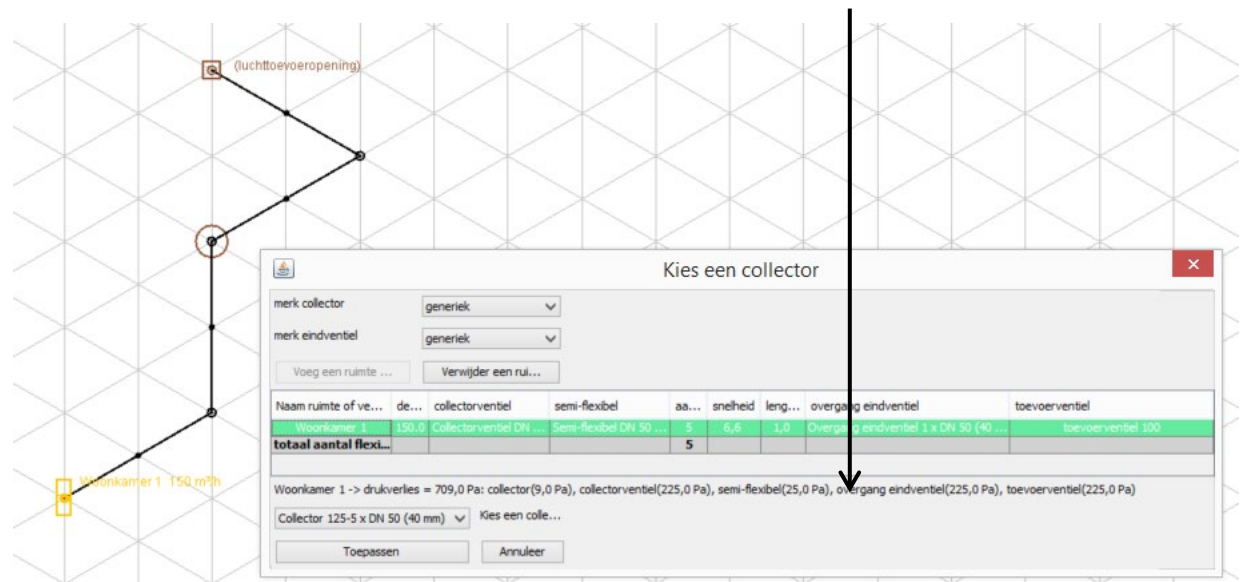 (luchttoevoeropening)
Kies een collector
merk collector generiek
merk eindventiel generiek
Voeg een ruimte ... Verwijder een rui...
Naam ruimte of ve... de... collectorventiel semi-flexibel aa... snelheid leng... overgang eindventiel toevoerventiel
Woonkamer 1 150.0 Collectorventiel DN ... Semi-flexibel DN 50 ... 5 6,6 1,0 Overgang eindventiel 1 x DN 50 (40 ... toevoerventiel 100
totaal aantal flexi... 5
Woonkamer 1 150 m³h
Woonkamer 1 -> drukverlies = 709,0 Pa: collector(9,0 Pa), collectorventiel(225,0 Pa), semi-flexibel(25,0 Pa), overgang eindventiel(225,0 Pa), toevoerventiel(225,0 Pa)
Collector 125-5 x DN 50 (40 mm) Kies een colle...
Toepassen Annuleer